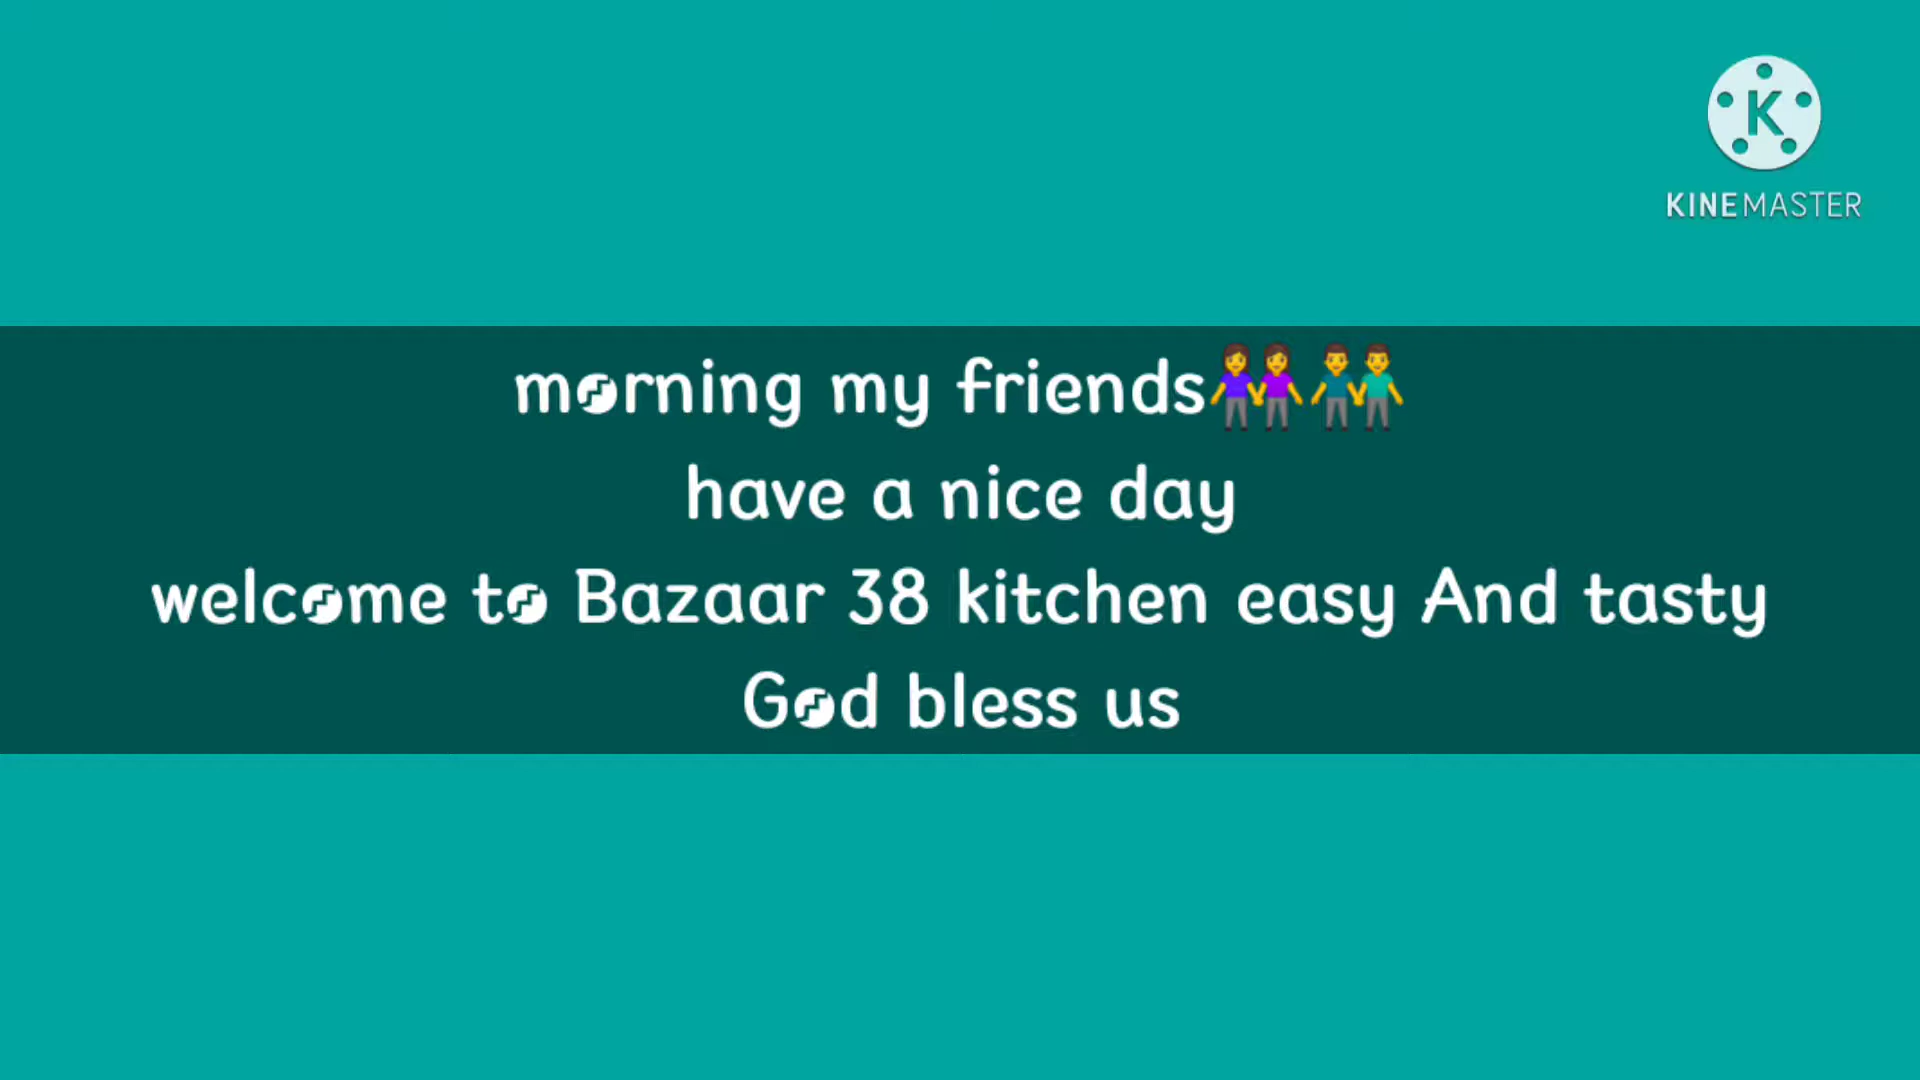 KINEMASTER
morning my friends👭👬
have a nice day
welcome to Bazaar 38 kitchen easy And tasty
God bless us